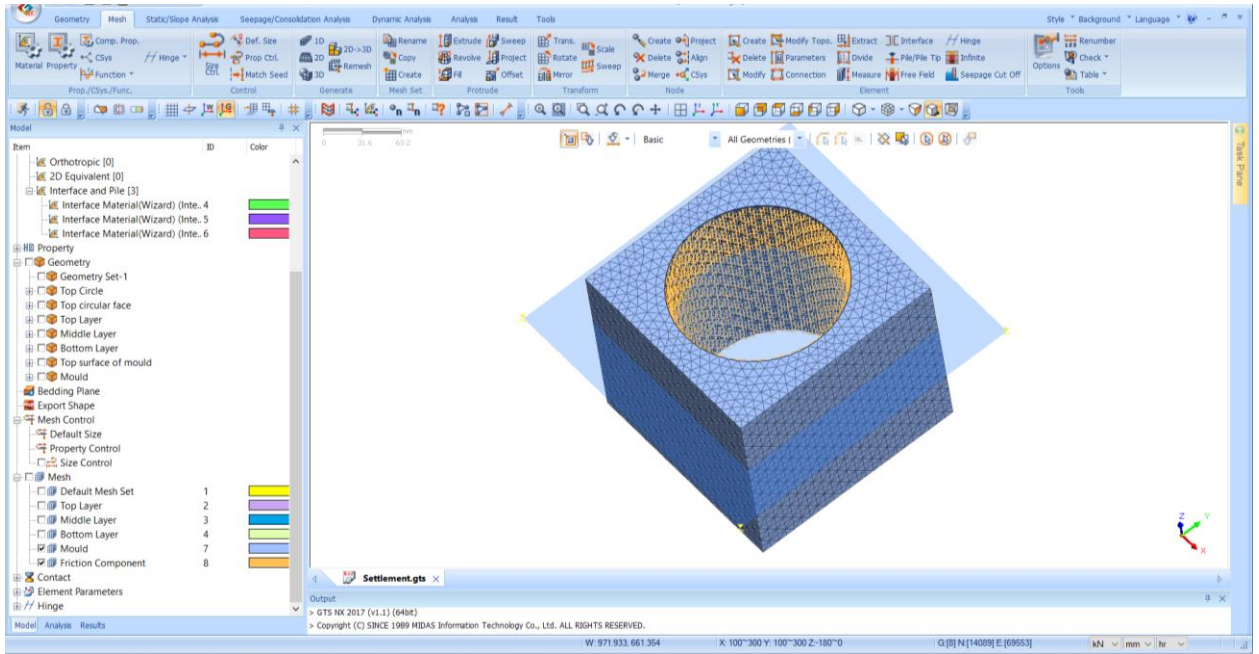 Geometry Mesh Static/Slope Analysis Seepage/Consolidation Analysis Dynamic Analysis Analysis Result Tools Style Background Language
Comp. Prop. Def. Size 1D Rename Extrude Sweep Trans. Create Project Create Modify Topo. Extract Interface Hinge Renumber
Material Property CSys Hinge Size Ctrl. Prop Ctrl. 2D 2D->3D Copy Revolve Project Rotate Scale Delete Align Delete Parameters Divide Pile/Pile Tip Infinite Options Check
Function Match Seed 3D Remesh Create Fill Offset Mirror Sweep Merge CSys Modify Connection Measure Free Field Seepage Cut Off Table
Prop./CSys./Func. Control Generate Mesh Set Protrude Transform Node Element Tools
Model
Item ID Color
Orthotropic [0]
2D Equivalent [0]
Interface and Pile [3]
Interface Material(Wizard) (Inte.. 4
Interface Material(Wizard) (Inte.. 5
Interface Material(Wizard) (Inte.. 6
Property
Geometry
Geometry Set-1
Top Circle
Top circular face
Top Layer
Middle Layer
Bottom Layer
Top surface of mould
Mould
Bedding Plane
Export Shape
Mesh Control
Default Size
Property Control
Size Control
Mesh
Default Mesh Set 1
Top Layer 2
Middle Layer 3
Bottom Layer 4
Mould 7
Friction Component 8
Contact
Element Parameters
Hinge
Model Analysis Results
0 31.6 63.2 mm
Basic All Geometries (
Task Pane
Z Y X
Settlement.gts
Output
> GTS NX 2017 (v1.1) (64bit)
> Copyright (C) SINCE 1989 MIDAS Information Technology Co., Ltd. ALL RIGHTS RESERVED.
W: 971.933, 661.354 X: 100~300 Y: 100~300 Z:-180~0 G:[8] N:[14089] E:[69553] kN mm hr